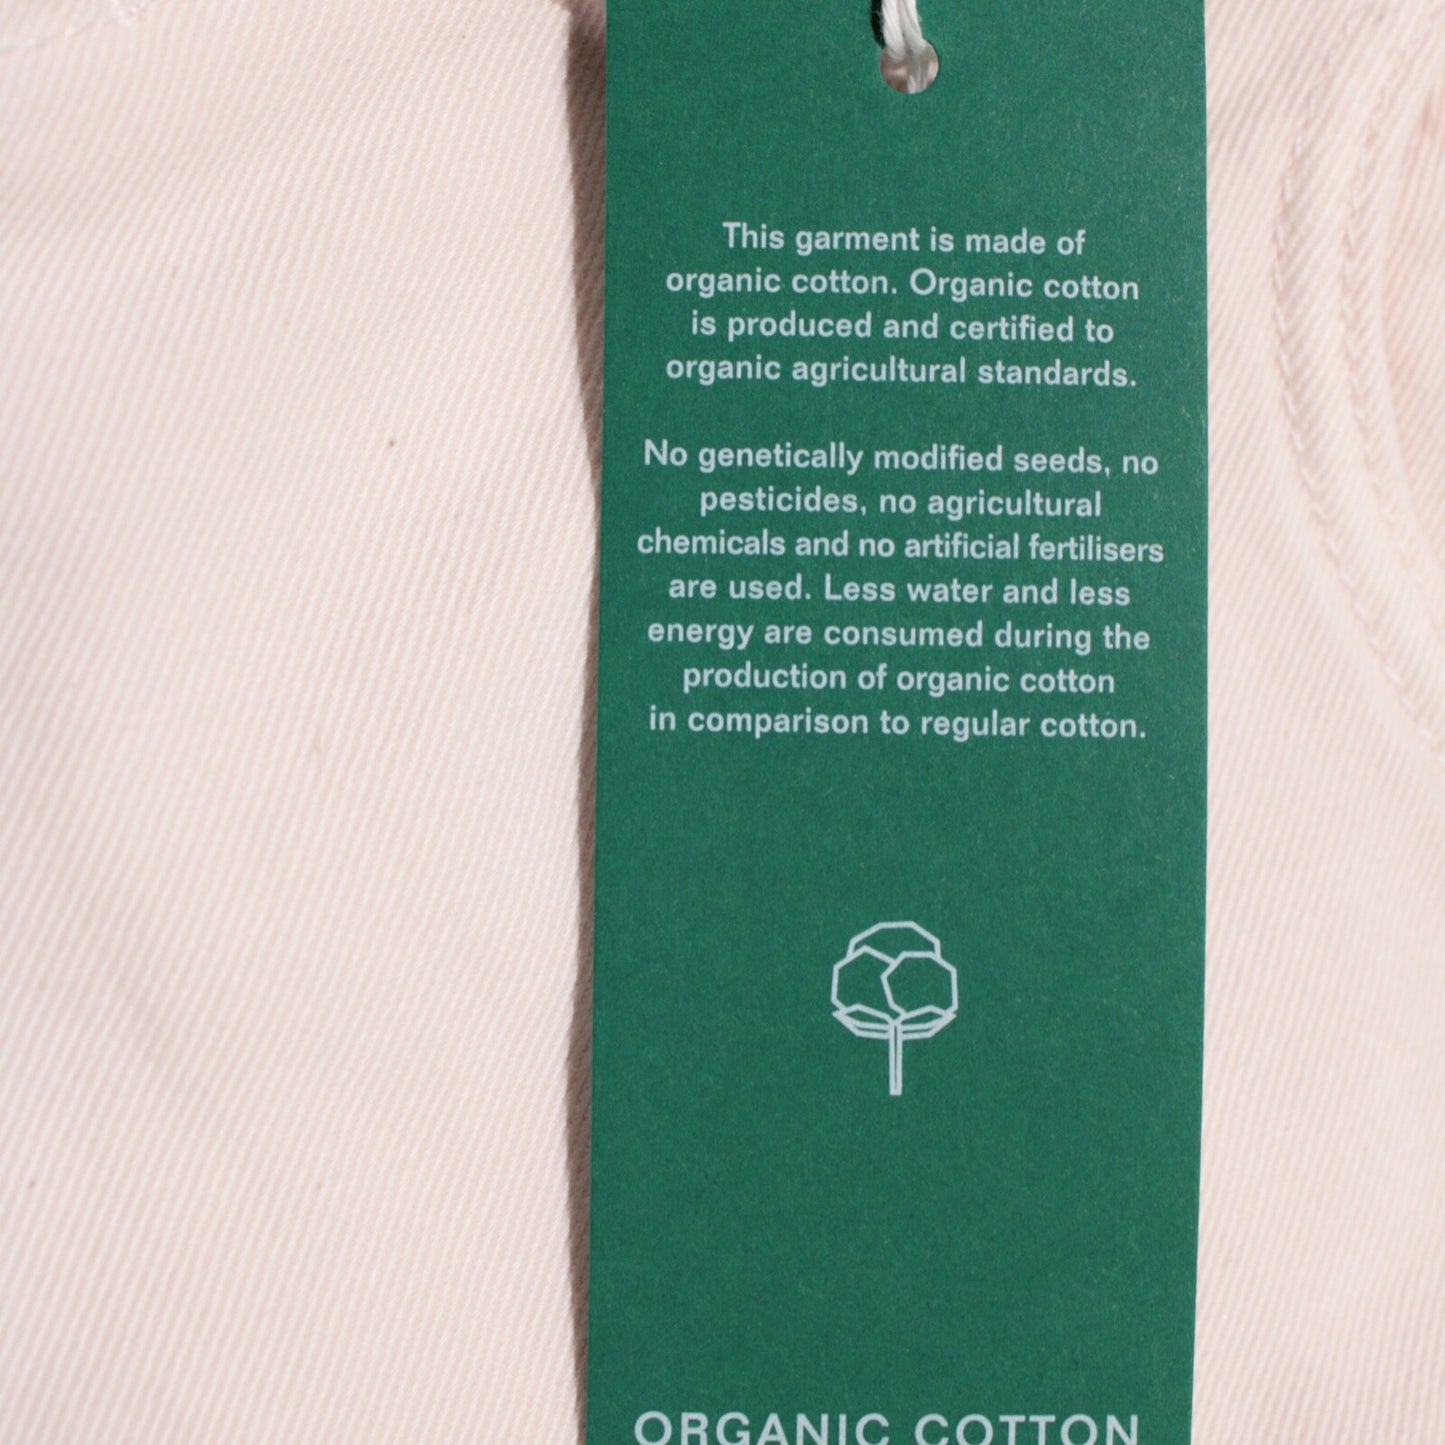 This garment is made of
organic cotton. Organic cotton
is produced and certified to
organic agricultural standards.
No genetically modified seeds, no
pesticides, no agricultural
chemicals and no artificial fertilisers
are used. Less water and less
energy are consumed during the
production of organic cotton
in comparison to regular cotton.
ORGANIC COTTON